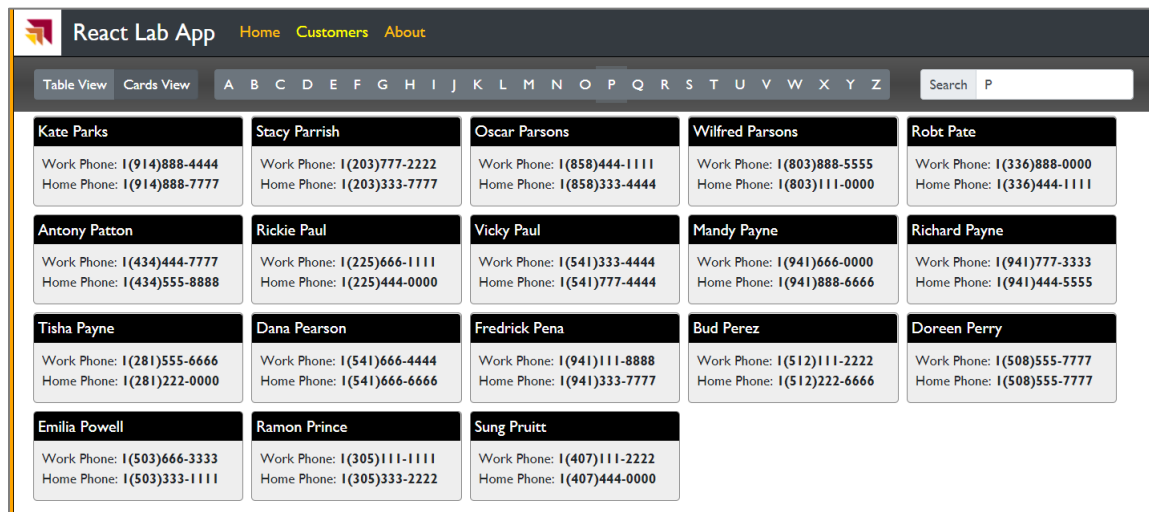 React Lab App Home Customers About
Table View Cards View A B C D E F G H I J K L M N O P Q R S T U V W X Y Z Search P
Kate Parks Stacy Parrish Oscar Parsons Wilfred Parsons Robt Pate
Work Phone: 1(914)888-4444 Work Phone: 1(203)777-2222 Work Phone: 1(858)444-1111 Work Phone: 1(803)888-5555 Work Phone: 1(336)888-0000
Home Phone: 1(914)888-7777 Home Phone: 1(203)333-7777 Home Phone: 1(858)333-4444 Home Phone: 1(803)111-0000 Home Phone: 1(336)444-1111
Antony Patton Rickie Paul Vicky Paul Mandy Payne Richard Payne
Work Phone: 1(434)444-7777 Work Phone: 1(225)666-1111 Work Phone: 1(541)333-4444 Work Phone: 1(941)666-0000 Work Phone: 1(941)777-3333
Home Phone: 1(434)555-8888 Home Phone: 1(225)444-0000 Home Phone: 1(541)777-4444 Home Phone: 1(941)888-6666 Home Phone: 1(941)444-5555
Tisha Payne Dana Pearson Fredrick Pena Bud Perez Doreen Perry
Work Phone: 1(281)555-6666 Work Phone: 1(541)666-4444 Work Phone: 1(941)111-8888 Work Phone: 1(512)111-2222 Work Phone: 1(508)555-7777
Home Phone: 1(281)222-0000 Home Phone: 1(541)666-6666 Home Phone: 1(941)333-7777 Home Phone: 1(512)222-6666 Home Phone: 1(508)555-7777
Emilia Powell Ramon Prince Sung Pruitt
Work Phone: 1(503)666-3333 Work Phone: 1(305)111-1111 Work Phone: 1(407)111-2222
Home Phone: 1(503)333-1111 Home Phone: 1(305)333-2222 Home Phone: 1(407)444-0000